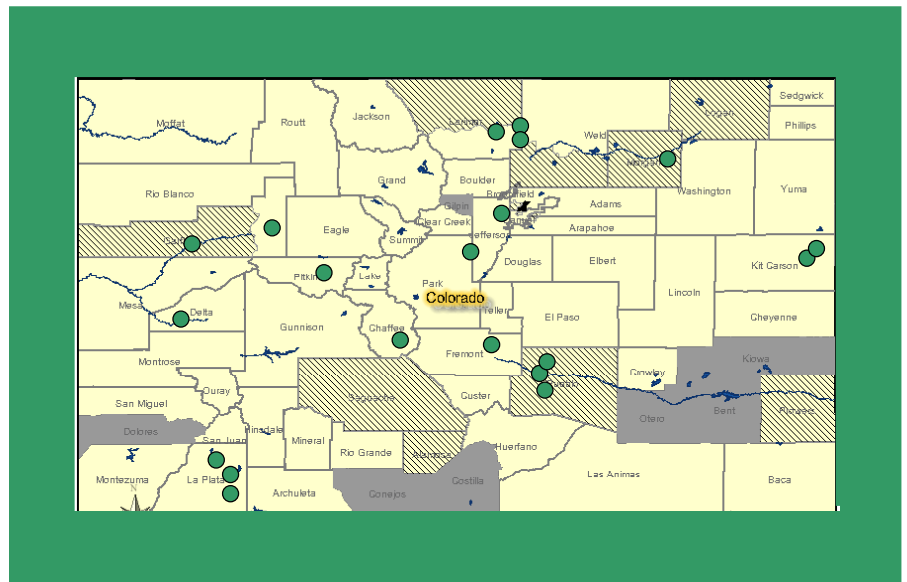 Sedgwick
Moffat
Routt
Jackson
Phillips
Larimer
Weld
Logan
Morgan
Grand
Boulder
Washington
Yuma
Rio Blanco
Broomfield
Gilpin
Adams
Clear Creek
Eagle
Arapahoe
Summit
Jefferson
Garfield
Douglas
Elbert
Kit Carson
Pitkin
Lake
Park
Lincoln
Mesa
Colorado
Delta
Teller
El Paso
Cheyenne
Gunnison
Chaffee
Fremont
Montrose
Kiowa
Crowley
Pueblo
Ouray
Saguache
Custer
San Miguel
Otero
Bent
Prowers
Dolores
Hinsdale
San Juan
Mineral
Rio Grande
Alamosa
Huerfano
Las Animas
Montezuma
La Plata
Archuleta
Conejos
Costilla
Baca
N